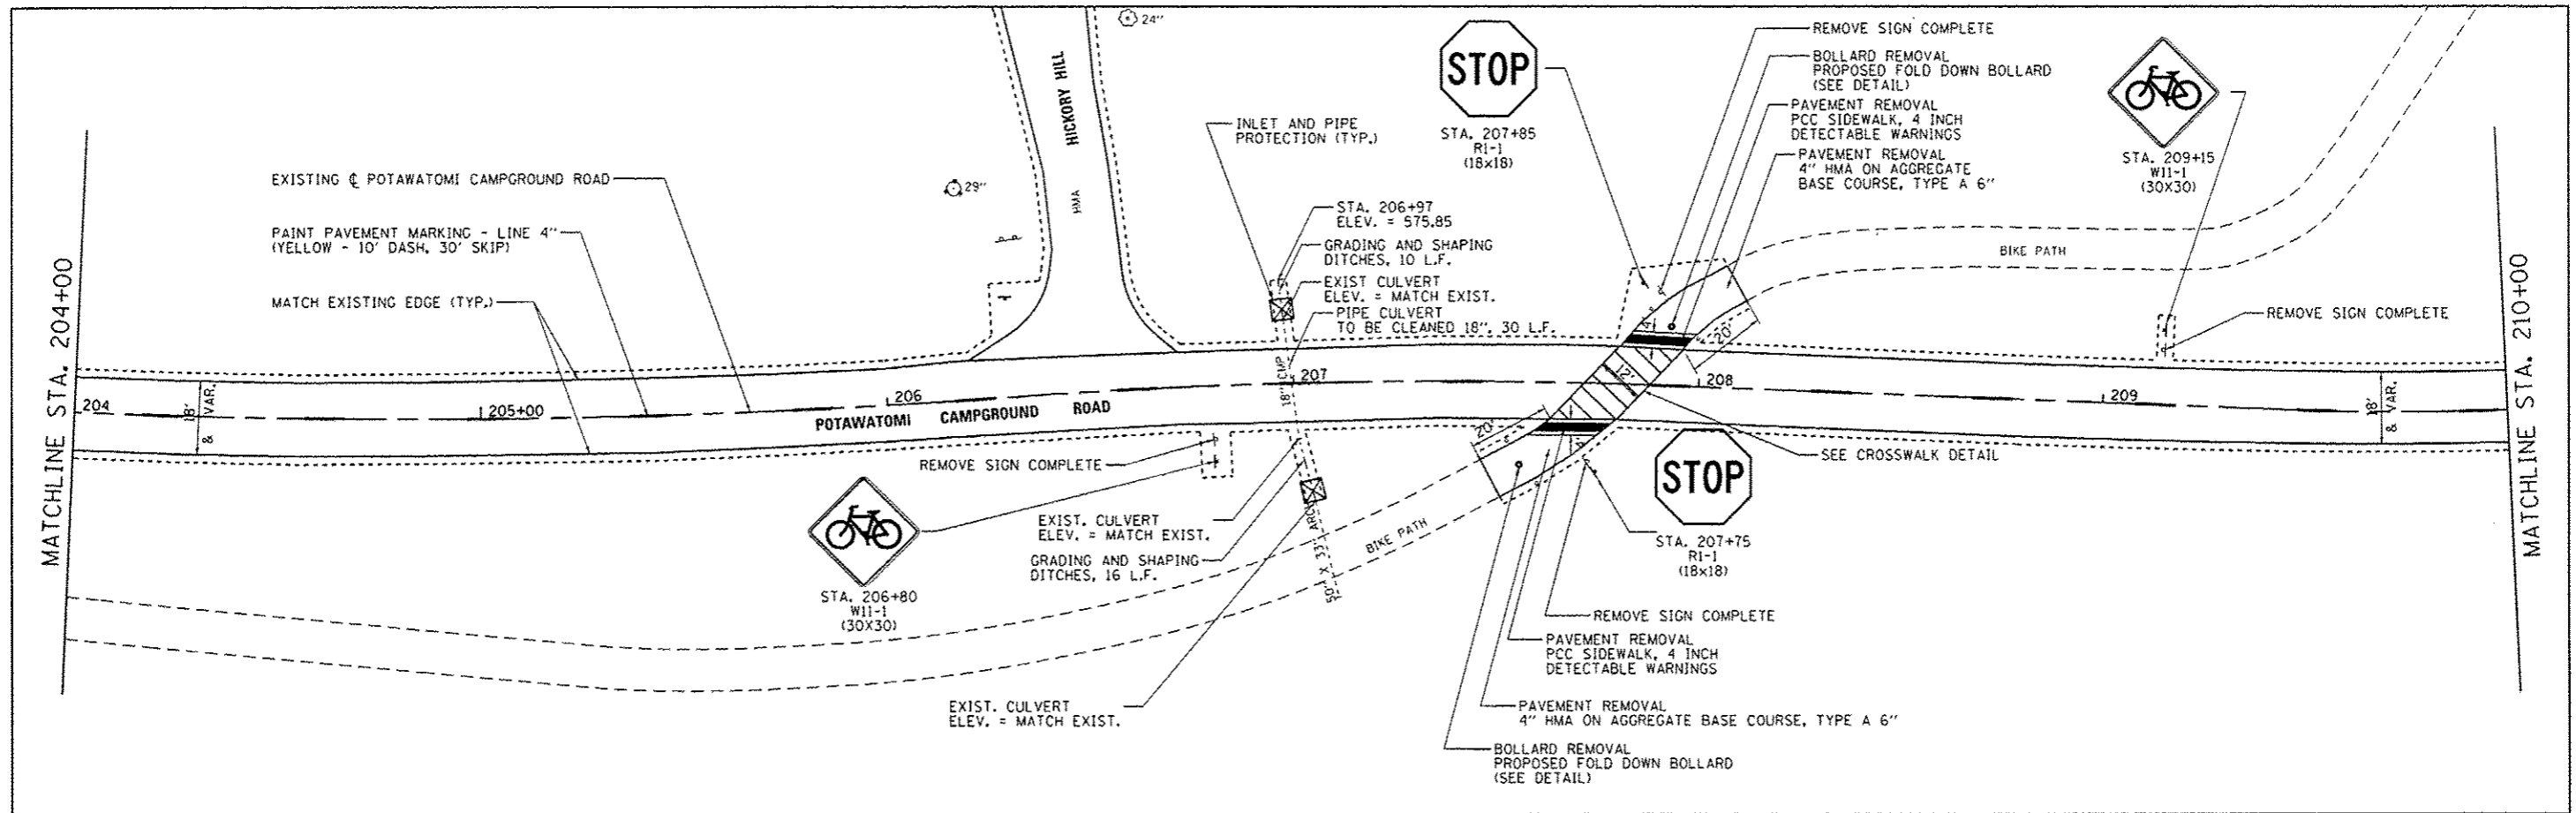 24"
STOP
STA. 207+85
R1-1
(18x18)
REMOVE SIGN COMPLETE
BOLLARD REMOVAL
PROPOSED FOLD DOWN BOLLARD
(SEE DETAIL)
PAVEMENT REMOVAL
PCC SIDEWALK, 4 INCH
DETECTABLE WARNINGS
PAVEMENT REMOVAL
4" HMA ON AGGREGATE
BASE COURSE, TYPE A 6"
STA. 209+15
W11-1
(30X30)
HICKORY HILL
HMA
INLET AND PIPE
PROTECTION (TYP.)
29"
EXISTING ℄ POTAWATOMI CAMPGROUND ROAD
PAINT PAVEMENT MARKING - LINE 4"
(YELLOW - 10' DASH, 30' SKIP)
MATCH EXISTING EDGE (TYP.)
STA. 206+97
ELEV. = 575.85
GRADING AND SHAPING
DITCHES, 10 L.F.
EXIST CULVERT
ELEV. = MATCH EXIST.
PIPE CULVERT
TO BE CLEANED 18", 30 L.F.
BIKE PATH
REMOVE SIGN COMPLETE
MATCHLINE STA. 204+00
MATCHLINE STA. 210+00
204
18'
& VAR.
205+00
206
POTAWATOMI CAMPGROUND ROAD
18" CMP
207
4'
20'
12'
208
209
18'
& VAR.
20'
4'
REMOVE SIGN COMPLETE
STA. 206+80
W11-1
(30X30)
EXIST. CULVERT
ELEV. = MATCH EXIST.
GRADING AND SHAPING
DITCHES, 16 L.F.
50' X 33" ARCV
BIKE PATH
SEE CROSSWALK DETAIL
STOP
STA. 207+75
R1-1
(18x18)
REMOVE SIGN COMPLETE
PAVEMENT REMOVAL
PCC SIDEWALK, 4 INCH
DETECTABLE WARNINGS
EXIST. CULVERT
ELEV. = MATCH EXIST.
PAVEMENT REMOVAL
4" HMA ON AGGREGATE BASE COURSE, TYPE A 6"
BOLLARD REMOVAL
PROPOSED FOLD DOWN BOLLARD
(SEE DETAIL)